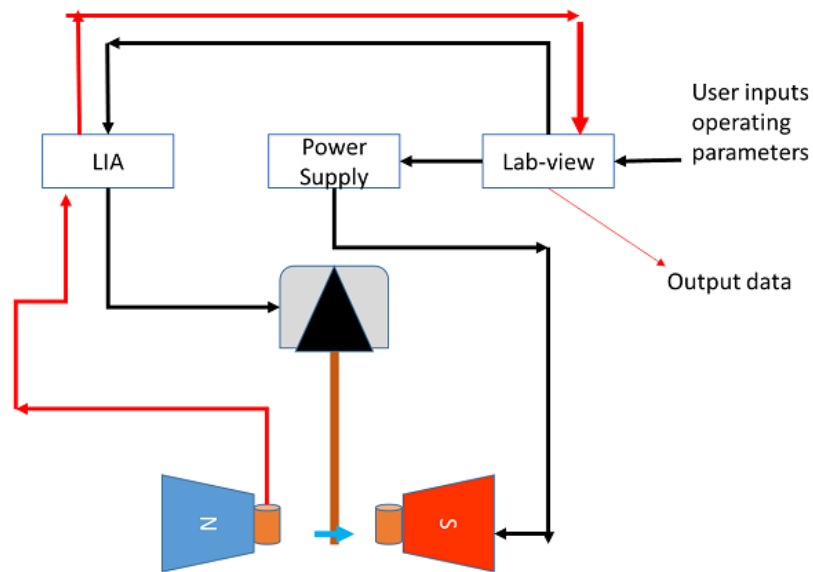 User inputs
operating
parameters
LIA
Power
Supply
Lab-view
Output data
N
S